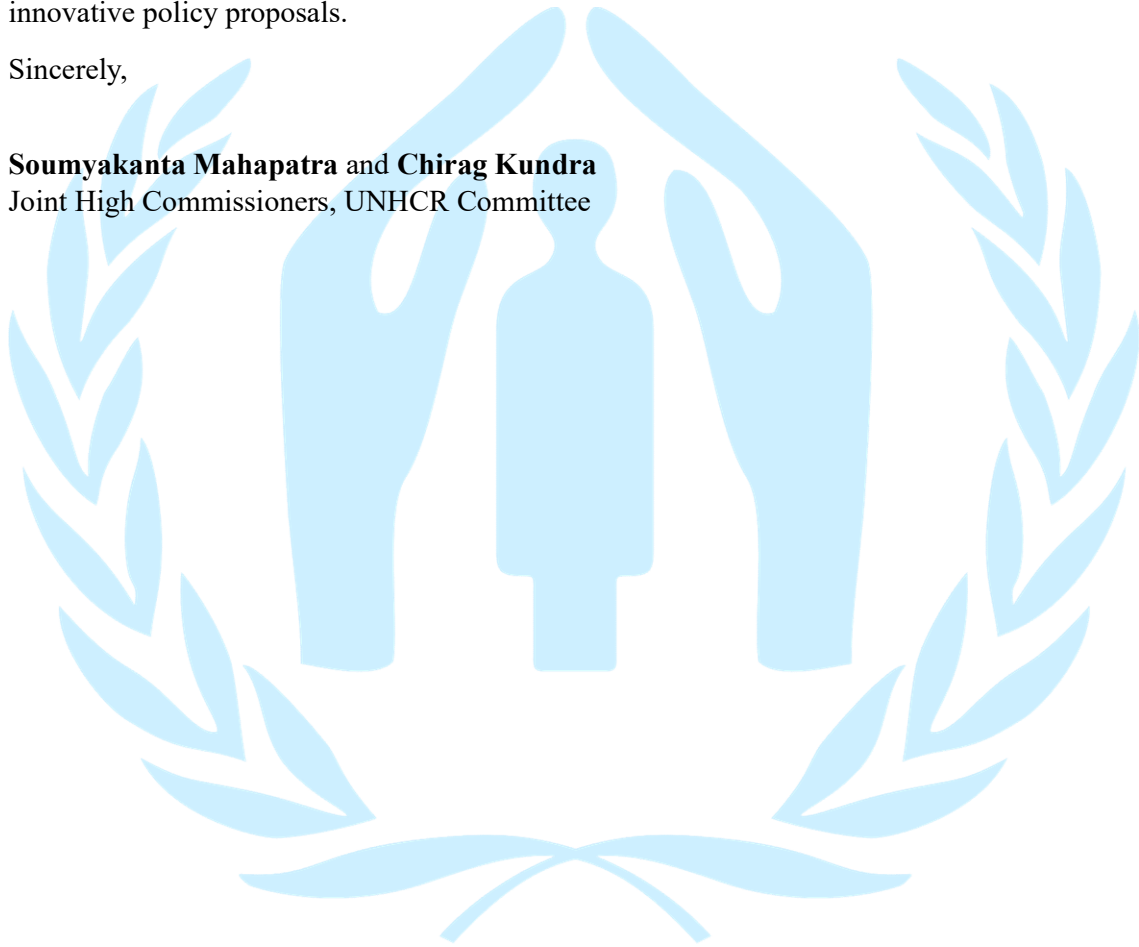 innovative policy proposals.
Sincerely,
Soumyakanta Mahapatra and Chirag Kundra
Joint High Commissioners, UNHCR Committee